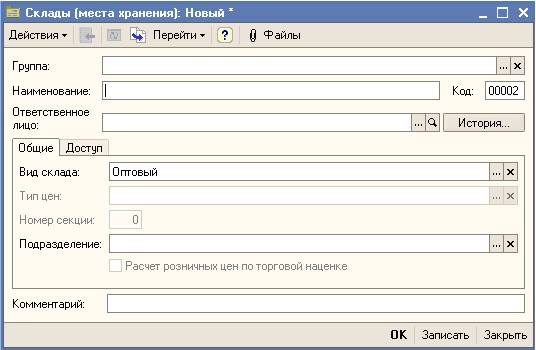 Склады (места хранения): Новый *
Действия Перейти ? Файлы
Группа: ... ×
Наименование: Код: 00002
Ответственное
лицо: ... История...
Общие Доступ
Вид склада: Оптовый ... ×
Тип цен: ... ×
Номер секции: 0
Подразделение: ... ×
Расчет розничных цен по торговой наценке
Комментарий:
OK Записать Закрыть